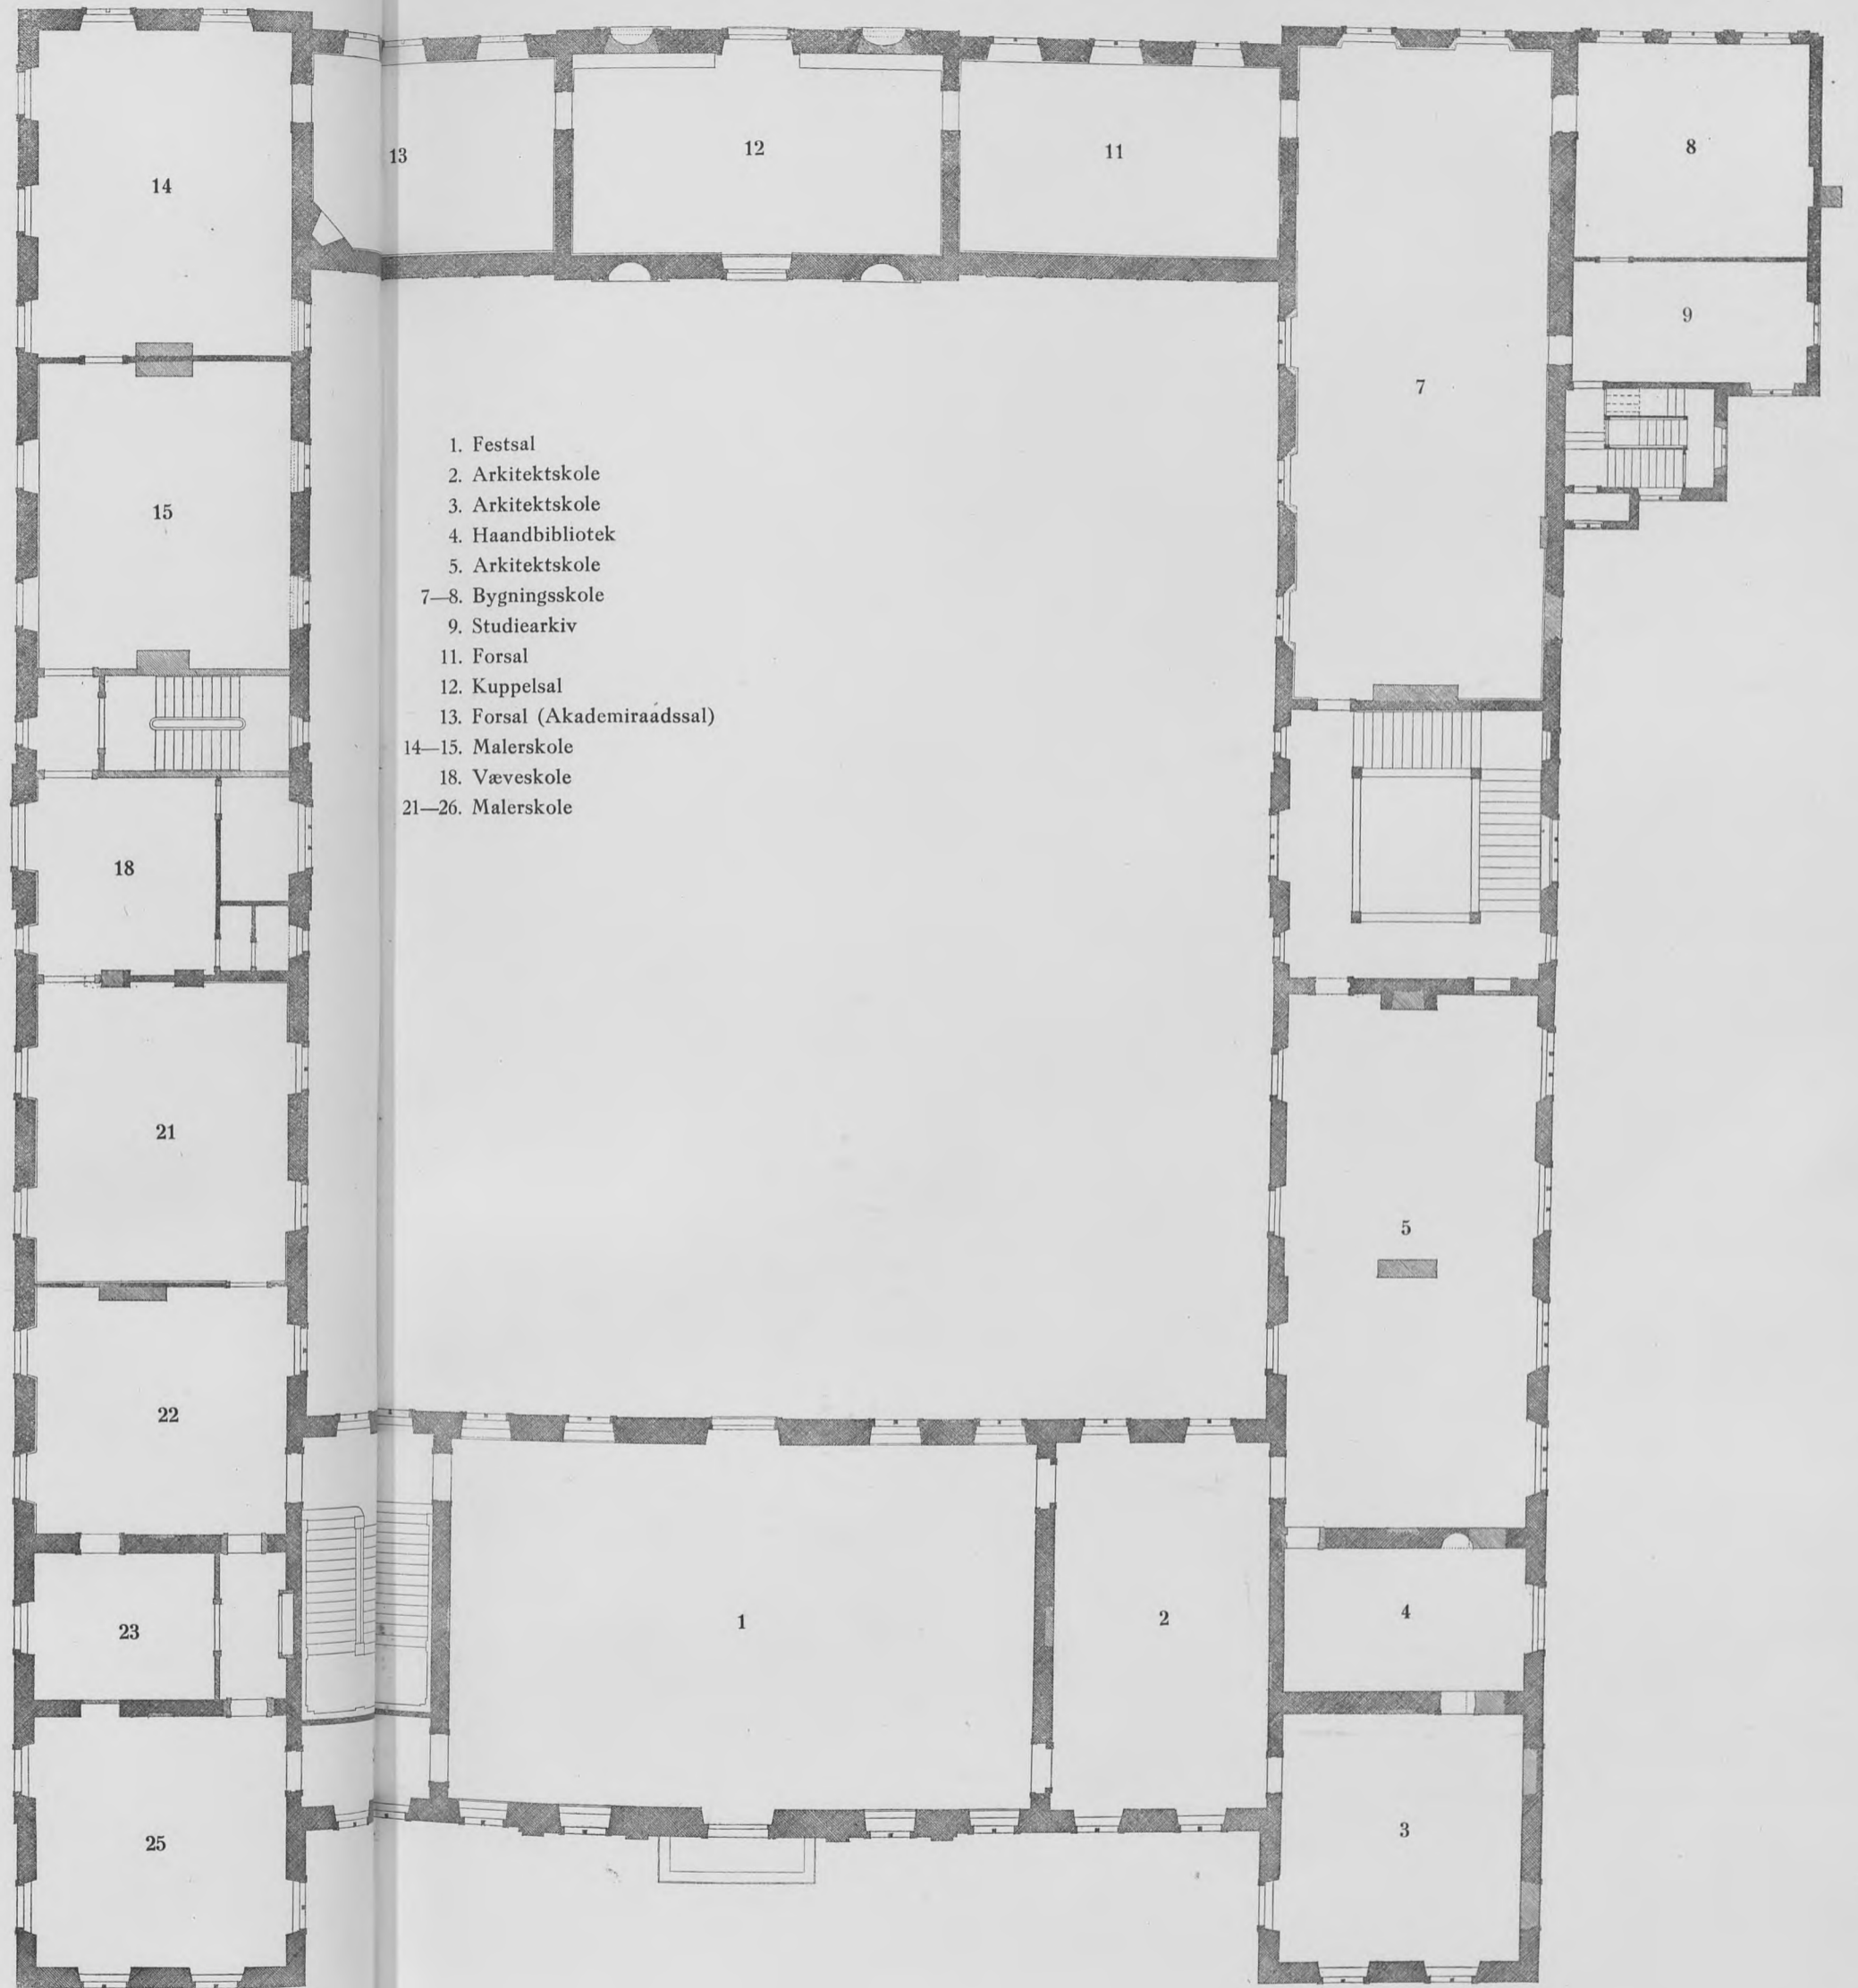 14
13
12
11
8
9
7
15
1. Festsal
2. Arkitektskole
3. Arkitektskole
4. Haandbibliotek
5. Arkitektskole
7—8. Bygningsskole
9. Studiearkiv
11. Forsal
12. Kuppelsal
13. Forsal (Akademiraadssal)
14—15. Malerskole
18. Væveskole
21—26. Malerskole
18
21
5
22
23
1
2
4
25
3